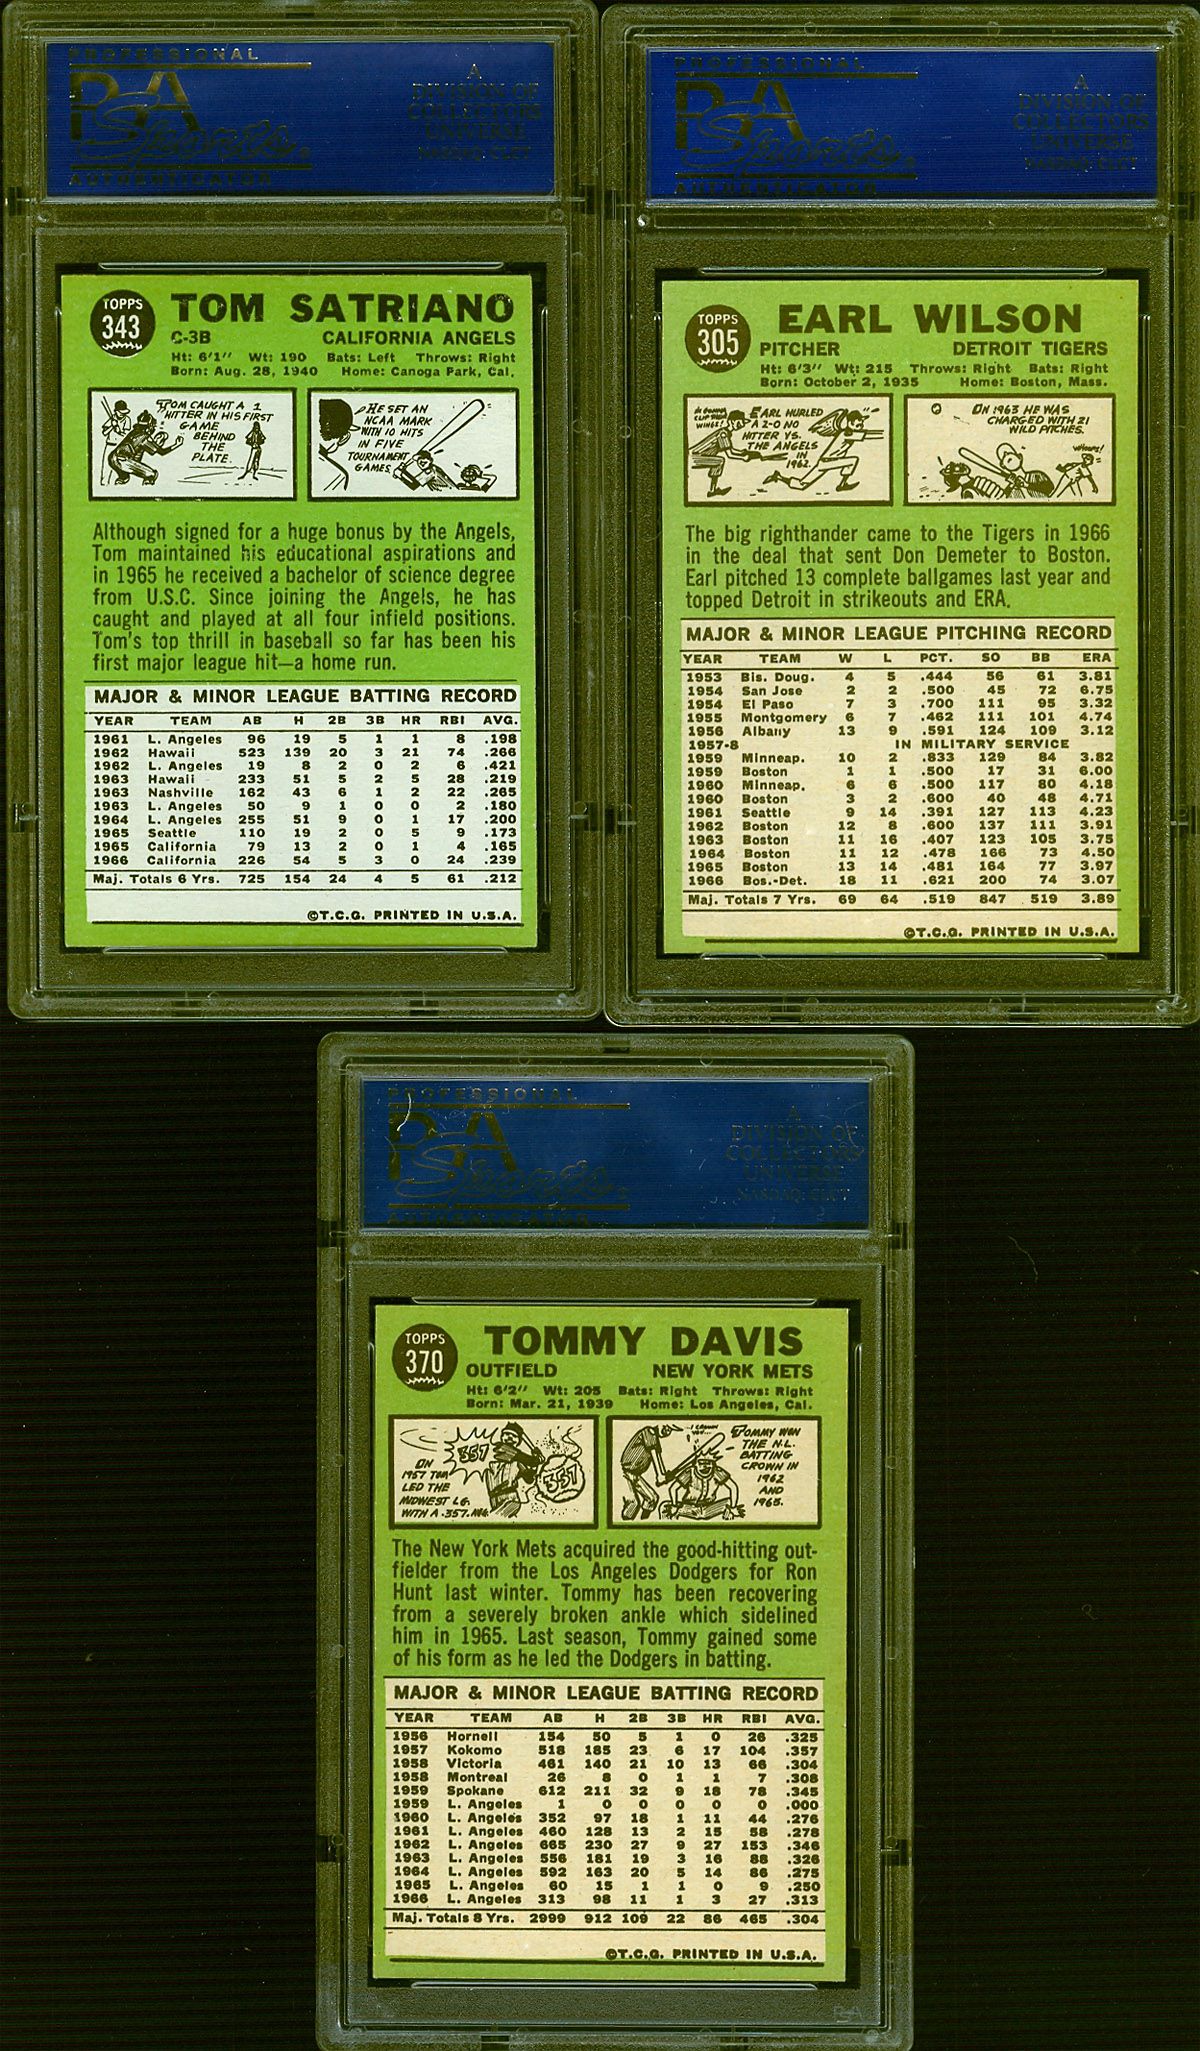 PROFESSIONAL
PSA
Sports
AUTHENTICATOR
A
DIVISION OF
COLLECTORS
UNIVERSE
NASDAQ: CLCT
TOPPS
343
TOM SATRIANO
C-3B CALIFORNIA ANGELS
Ht: 6'1" Wt: 190 Bats: Left Throws: Right
Born: Aug. 28, 1940 Home: Canoga Park, Cal.
TOM CAUGHT A 1
HITTER IN HIS FIRST
GAME
BEHIND
THE
PLATE.
HE SET AN
NCAA MARK
WITH 10 HITS
IN FIVE
TOURNAMENT
GAMES.
Although signed for a huge bonus by the Angels,
Tom maintained his educational aspirations and
in 1965 he received a bachelor of science degree
from U.S.C. Since joining the Angels, he has
caught and played at all four infield positions.
Tom's top thrill in baseball so far has been his
first major league hit—a home run.
MAJOR & MINOR LEAGUE BATTING RECORD
YEAR TEAM AB H 2B 3B HR RBI AVG.
1961 L. Angeles 96 19 5 1 1 8 .198
1962 Hawaii 523 139 20 3 21 74 .266
1962 L. Angeles 19 8 2 0 2 6 .421
1963 Hawaii 233 51 5 2 5 28 .219
1963 Nashville 162 43 6 1 2 22 .265
1963 L. Angeles 50 9 1 0 0 2 .180
1964 L. Angeles 255 51 9 0 1 17 .200
1965 Seattle 110 19 2 0 5 9 .173
1965 California 79 13 2 0 1 4 .165
1966 California 226 54 5 3 0 24 .239
Maj. Totals 6 Yrs. 725 154 24 4 5 61 .212
©T.C.G. PRINTED IN U.S.A.
PROFESSIONAL
PSA
Sports
AUTHENTICATOR
A
DIVISION OF
COLLECTORS
UNIVERSE
NASDAQ: CLCT
TOPPS
305
EARL WILSON
PITCHER DETROIT TIGERS
Ht: 6'3" Wt: 215 Throws: Right Bats: Right
Born: October 2, 1935 Home: Boston, Mass.
I'M GONNA
CLIP THEM
WINGS!
EARL HURLED
A 2-0 NO
HITTER VS.
THE ANGELS
IN
1962.
ON 1963 HE WAS
CHARGED WITH 21
WILD PITCHES.
WHOOPS!
The big righthander came to the Tigers in 1966
in the deal that sent Don Demeter to Boston.
Earl pitched 13 complete ballgames last year and
topped Detroit in strikeouts and ERA.
MAJOR & MINOR LEAGUE PITCHING RECORD
YEAR TEAM W L PCT. SO BB ERA
1953 Bis. Doug. 4 5 .444 56 61 3.81
1954 San Jose 2 2 .500 45 72 6.75
1954 El Paso 7 3 .700 111 95 3.32
1955 Montgomery 6 7 .462 111 101 4.74
1956 Albany 13 9 .591 124 109 3.12
1957-8 IN MILITARY SERVICE
1959 Minneap. 10 2 .833 129 84 3.82
1959 Boston 1 1 .500 17 31 6.00
1960 Minneap. 6 6 .500 117 80 4.18
1960 Boston 3 2 .600 40 48 4.71
1961 Seattle 9 14 .391 127 113 4.23
1962 Boston 12 8 .600 137 111 3.91
1963 Boston 11 16 .407 123 105 3.75
1964 Boston 11 12 .478 166 73 4.50
1965 Boston 13 14 .481 164 77 3.97
1966 Bos.-Det. 18 11 .621 200 74 3.07
Maj. Totals 7 Yrs. 69 64 .519 847 519 3.89
©T.C.G. PRINTED IN U.S.A.
PROFESSIONAL
PSA
Sports
AUTHENTICATOR
A
DIVISION OF
COLLECTORS
UNIVERSE
NASDAQ: CLCT
TOPPS
370
TOMMY DAVIS
OUTFIELD NEW YORK METS
Ht: 6'2" Wt: 205 Bats: Right Throws: Right
Born: Mar. 21, 1939 Home: Los Angeles, Cal.
357
ON
1957 TOM
LED THE
MIDWEST LG.
WITH A .357. AVG.
357
I CROWN
YOU...
TOMMY WON
THE N.L.
BATTING
CROWN IN
1962
AND
1963.
The New York Mets acquired the good-hitting out-
fielder from the Los Angeles Dodgers for Ron
Hunt last winter. Tommy has been recovering
from a severely broken ankle which sidelined
him in 1965. Last season, Tommy gained some
of his form as he led the Dodgers in batting.
MAJOR & MINOR LEAGUE BATTING RECORD
YEAR TEAM AB H 2B 3B HR RBI AVG.
1956 Hornell 154 50 5 1 0 26 .325
1957 Kokomo 518 185 23 6 17 104 .357
1958 Victoria 461 140 21 10 13 66 .304
1958 Montreal 26 8 0 1 1 7 .308
1959 Spokane 612 211 32 9 18 78 .345
1959 L. Angeles 1 0 0 0 0 0 .000
1960 L. Angeles 352 97 18 1 11 44 .276
1961 L. Angeles 460 128 13 2 15 58 .278
1962 L. Angeles 665 230 27 9 27 153 .346
1963 L. Angeles 556 181 19 3 16 88 .326
1964 L. Angeles 592 163 20 5 14 86 .275
1965 L. Angeles 60 15 1 1 0 9 .250
1966 L. Angeles 313 98 11 1 3 27 .313
Maj. Totals 8 Yrs. 2999 912 109 22 86 465 .304
©T.C.G. PRINTED IN U.S.A.
PSA